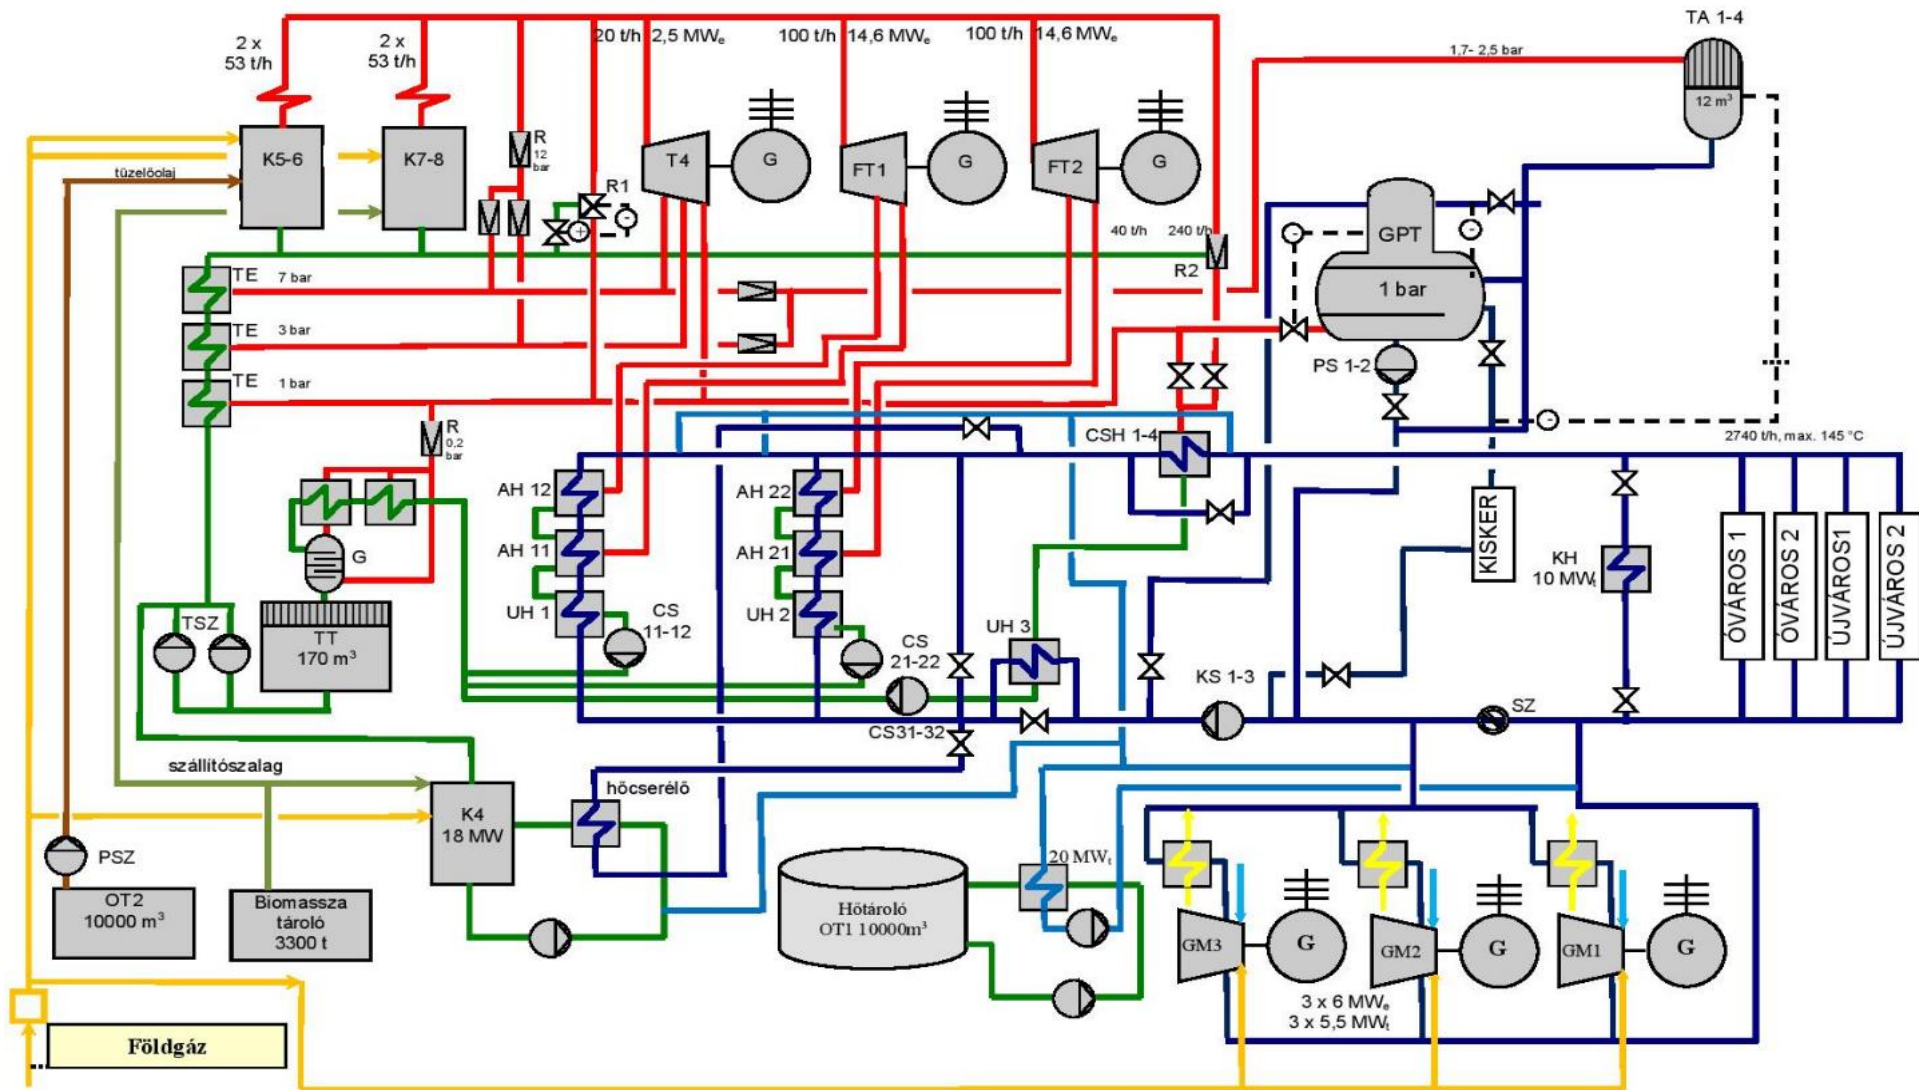 TA 1-4
2 x
53 t/h
2 x
53 t/h
20 t/h 2,5 MWe
100 t/h 14,6 MWe
100 t/h 14,6 MWe
1,7- 2,5 bar
12 m³
K5-6
K7-8
R
12
bar
T4
G
FT1
G
FT2
G
tüzelőolaj
R1
GPT
40 t/h
240 t/h
R2
TE
7 bar
1 bar
TE
3 bar
PS 1-2
TE
1 bar
R
0,2
bar
CSH 1-4
2740 t/h, max. 145 °C
AH 12
AH 22
KISKER
ÓVÁROS 1
ÓVÁROS 2
ÚJVÁROS1
ÚJVÁROS 2
AH 11
AH 21
G
KH
10 MWt
UH 1
CS
11-12
UH 2
CS
21-22
UH 3
TSZ
TT
170 m³
KS 1-3
SZ
CS31-32
szállítószalag
hőcserélő
K4
18 MW
PSZ
20 MWt
OT2
10000 m³
Biomassza
tároló
3300 t
Hőtároló
OT1 10000m³
GM3
G
GM2
G
GM1
G
3 x 6 MWe
3 x 5,5 MWt
Földgáz